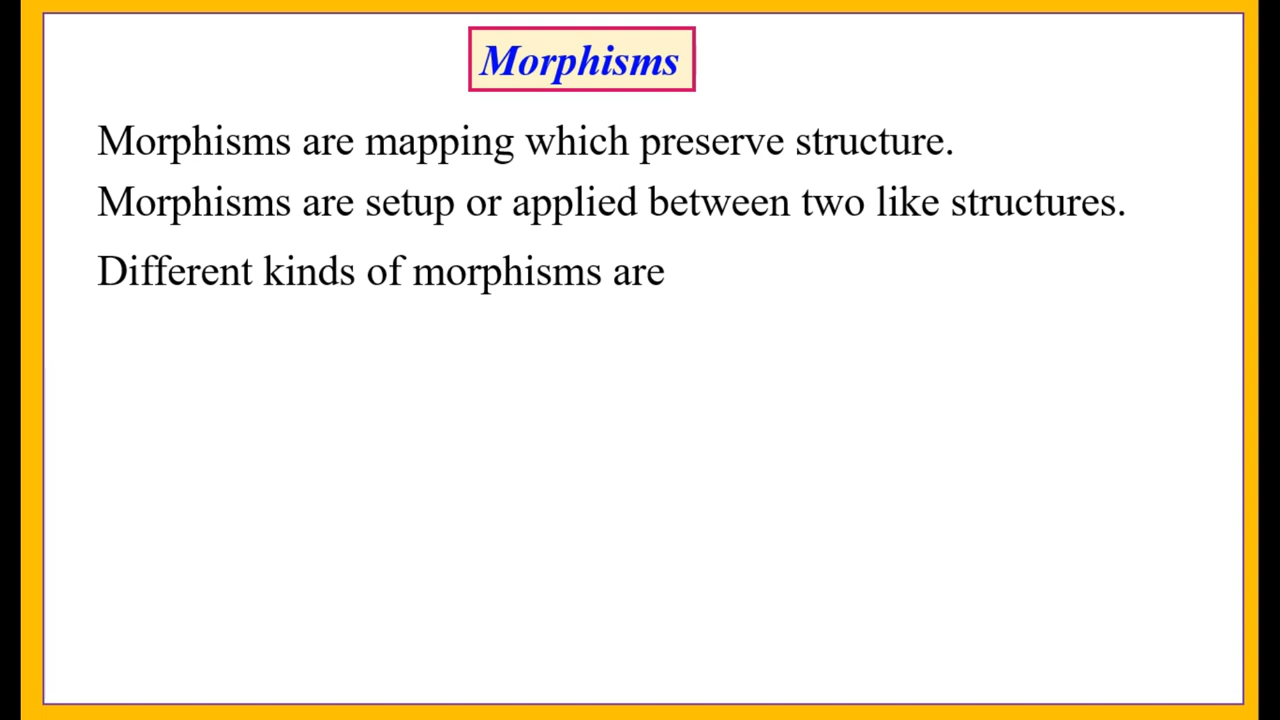 Morphisms
Morphisms are mapping which preserve structure.
Morphisms are setup or applied between two like structures.
Different kinds of morphisms are